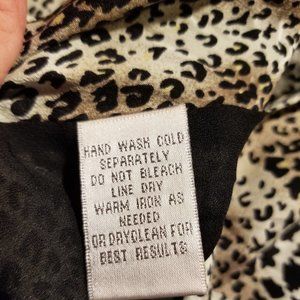 HAND WASH COLD
SEPARATELY
DO NOT BLEACH
LINE DRY
WARM IRON AS
NEEDED
OR DRYCLEAN FOR
BEST RESULTS